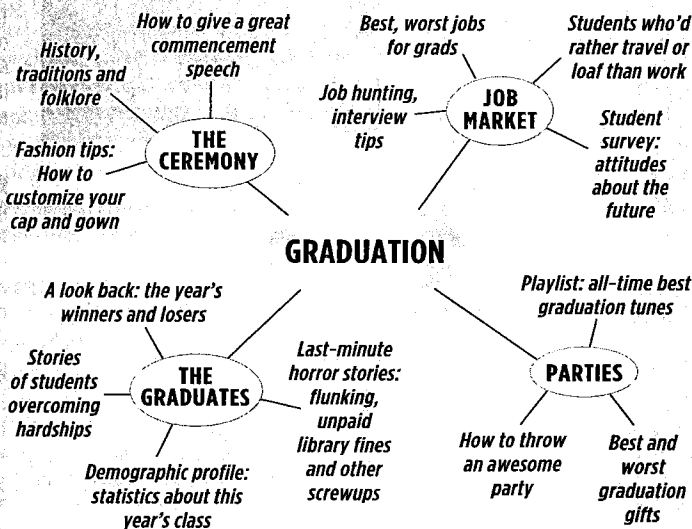 How to give a great
commencement
speech
History,
traditions and
folklore
Fashion tips:
How to
customize your
cap and gown
THE
CEREMONY
Best, worst jobs
for grads
Students who'd
rather travel or
loaf than work
Job hunting,
interview
tips
JOB
MARKET
Student
survey:
attitudes
about the
future
GRADUATION
A look back: the year's
winners and losers
Stories
of students
overcoming
hardships
THE
GRADUATES
Last-minute
horror stories:
flunking,
unpaid
library fines
and other
screwups
Demographic profile:
statistics about this
year's class
Playlist: all-time best
graduation tunes
PARTIES
How to throw
an awesome
party
Best and
worst
graduation
gifts